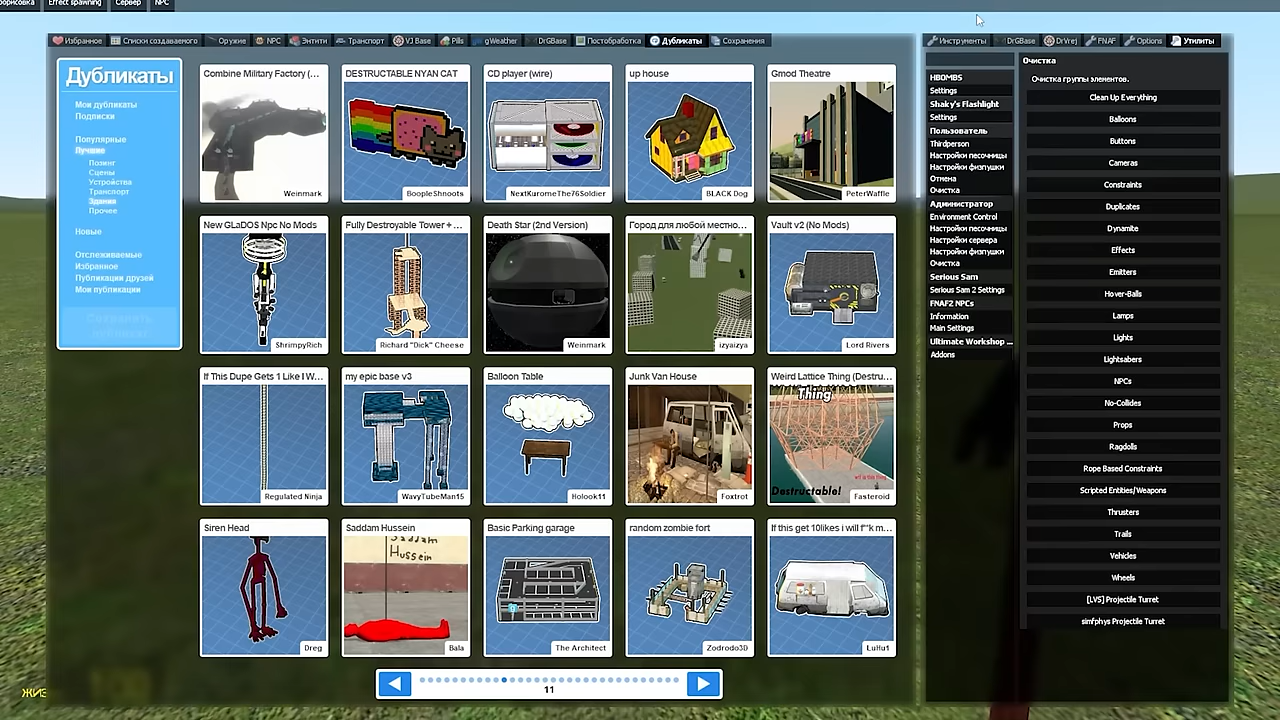 Effect spawning Сервер NPC
Избранное Списки создаваемого Оружие NPC Энтити Транспорт VJ Base Pills gWeather DrGBase Постобработка Дубликаты Сохранения
Инструменты DrGBase DrVrej FNAF Options Утилиты
Дубликаты
Мои дубликаты
Подписки
Популярные
Лучшие
Позинг
Сцены
Устройства
Транспорт
Здания
Прочее
Новые
Отслеживаемые
Избранное
Публикации друзей
Мои публикации
Сохранить
дубликат
Combine Military Factory (...
Weinmark
DESTRUCTABLE NYAN CAT
BoopleShnoots
CD player (wire)
NextKuromeThe76Soldier
up house
BLACK Dog
Gmod Theatre
PeterWaffle
New GLaDOS Npc No Mods
ShrimpyRich
Fully Destroyable Tower + ...
Richard "Dick" Cheese
Death Star (2nd Version)
Weinmark
Город для любой местно...
izyaizya
Vault v2 (No Mods)
Lord Rivers
If This Dupe Gets 1 Like I W...
Regulated Ninja
my epic base v3
WavyTubeMan15
Balloon Table
Holook11
Junk Van House
Foxtrot
Weird Lattice Thing (Destru...
Thing
Destructable!
Fasteroid
Siren Head
Dreg
Saddam Hussein
Saddam
Hussein
Bala
Basic Parking garage
The Architect
random zombie fort
Zodrodo3D
If this get 10likes i will f**k m...
LuHu1
11
HBOMBS
Settings
Shaky's Flashlight
Settings
Пользователь
Thirdperson
Настройки песочницы
Настройки физпушки
Отмена
Очистка
Администратор
Environment Control
Настройки песочницы
Настройки сервера
Настройки физпушки
Очистка
Serious Sam
Serious Sam 2 Settings
FNAF2 NPCs
Information
Main Settings
Ultimate Workshop ...
Addons
Очистка
Очистка группы элементов.
Clean Up Everything
Balloons
Buttons
Cameras
Constraints
Duplicates
Dynamite
Effects
Emitters
Hover-Balls
Lamps
Lights
Lightsabers
NPCs
No-Collides
Props
Ragdolls
Rope Based Constraints
Scripted Entities/Weapons
Thrusters
Trails
Vehicles
Wheels
[LVS] Projectile Turret
simfphys Projectile Turret